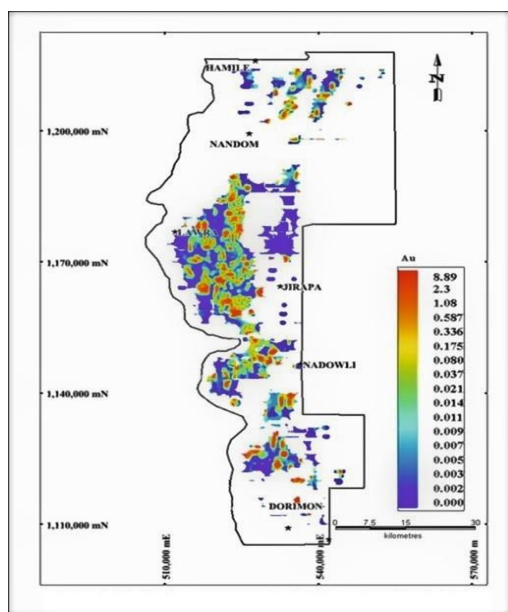 HAMILE
N
1,200,000 mN
NANDOM
LAWRA
1,170,000 mN
JIRAPA
Au
8.89
2.3
1.08
0.587
0.336
0.175
0.080
0.037
0.021
0.014
0.011
0.009
0.007
0.005
0.003
0.002
0.000
NADOWLI
1,140,000 mN
DORIMON
1,110,000 mN
0 7.5 15 30
kilometres
510,000 mE
540,000 mE
570,000 m